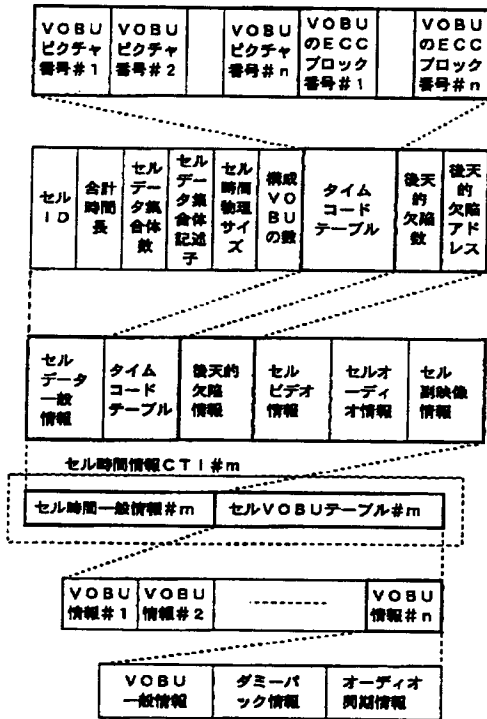 VOBU
ピクチャ
番号#1
VOBU
ピクチャ
番号#2
VOBU
ピクチャ
番号#n
VOBU
のECC
ブロック
番号#1
VOBU
のECC
ブロック
番号#n
セル
ID
合計
時間
長
セル
デー
タ集
合体
数
セル
デー
タ集
合体
記述
子
セル
時間
物理
サイ
ズ
構成
VO
BU
の数
タイム
コード
テーブル
後天
的
欠陥
数
後天
的
欠陥
アド
レス
セル
データ
一般
情報
タイム
コード
テーブル
後天的
欠陥
情報
セル
ビデオ
情報
セルオ
ーディ
オ情報
セル
副映像
情報
セル時間情報CTI#m
セル時間一般情報#m
セルVOBUテーブル#m
VOBU
情報#1
VOBU
情報#2
VOBU
情報#n
VOBU
一般情報
ダミーパ
ック情報
オーディオ
同期情報